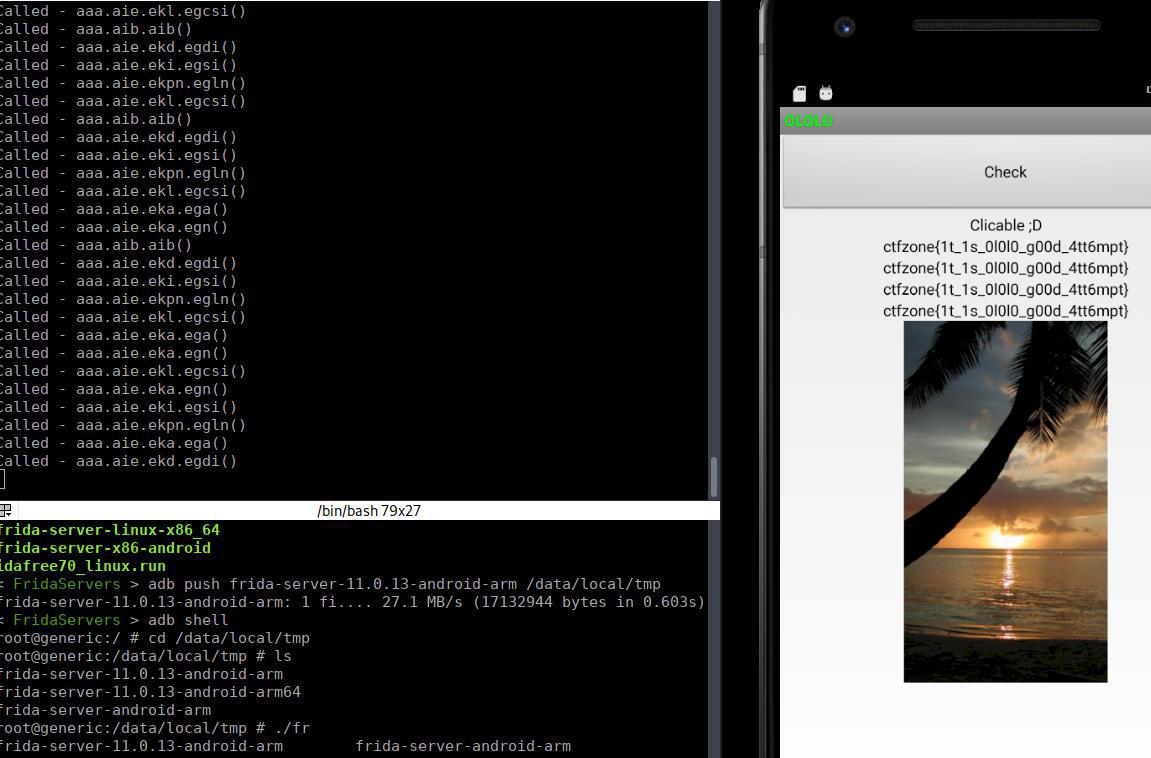 Called - aaa.aie.ekl.egcsi()
Called - aaa.aib.aib()
Called - aaa.aie.ekd.egdi()
Called - aaa.aie.eki.egsi()
Called - aaa.aie.ekpn.egln()
Called - aaa.aie.ekl.egcsi()
Called - aaa.aib.aib()
Called - aaa.aie.ekd.egdi()
Called - aaa.aie.eki.egsi()
Called - aaa.aie.ekpn.egln()
Called - aaa.aie.ekl.egcsi()
Called - aaa.aie.eka.ega()
Called - aaa.aie.eka.egn()
Called - aaa.aib.aib()
Called - aaa.aie.ekd.egdi()
Called - aaa.aie.eki.egsi()
Called - aaa.aie.ekpn.egln()
Called - aaa.aie.ekl.egcsi()
Called - aaa.aie.eka.ega()
Called - aaa.aie.eka.egn()
Called - aaa.aie.ekl.egcsi()
Called - aaa.aie.eka.egn()
Called - aaa.aie.eki.egsi()
Called - aaa.aie.ekpn.egln()
Called - aaa.aie.eka.ega()
Called - aaa.aie.ekd.egdi()
/bin/bash 79x27
frida-server-linux-x86_64
frida-server-x86-android
idafree70_linux.run
< FridaServers > adb push frida-server-11.0.13-android-arm /data/local/tmp
frida-server-11.0.13-android-arm: 1 fi.... 27.1 MB/s (17132944 bytes in 0.603s)
< FridaServers > adb shell
root@generic:/ # cd /data/local/tmp
root@generic:/data/local/tmp # ls
frida-server-11.0.13-android-arm
frida-server-11.0.13-android-arm64
frida-server-android-arm
root@generic:/data/local/tmp # ./fr
frida-server-11.0.13-android-arm        frida-server-android-arm
OLOLO
Check
Clicable ;D
ctfzone{1t_1s_0l0l0_g00d_4tt6mpt}
ctfzone{1t_1s_0l0l0_g00d_4tt6mpt}
ctfzone{1t_1s_0l0l0_g00d_4tt6mpt}
ctfzone{1t_1s_0l0l0_g00d_4tt6mpt}